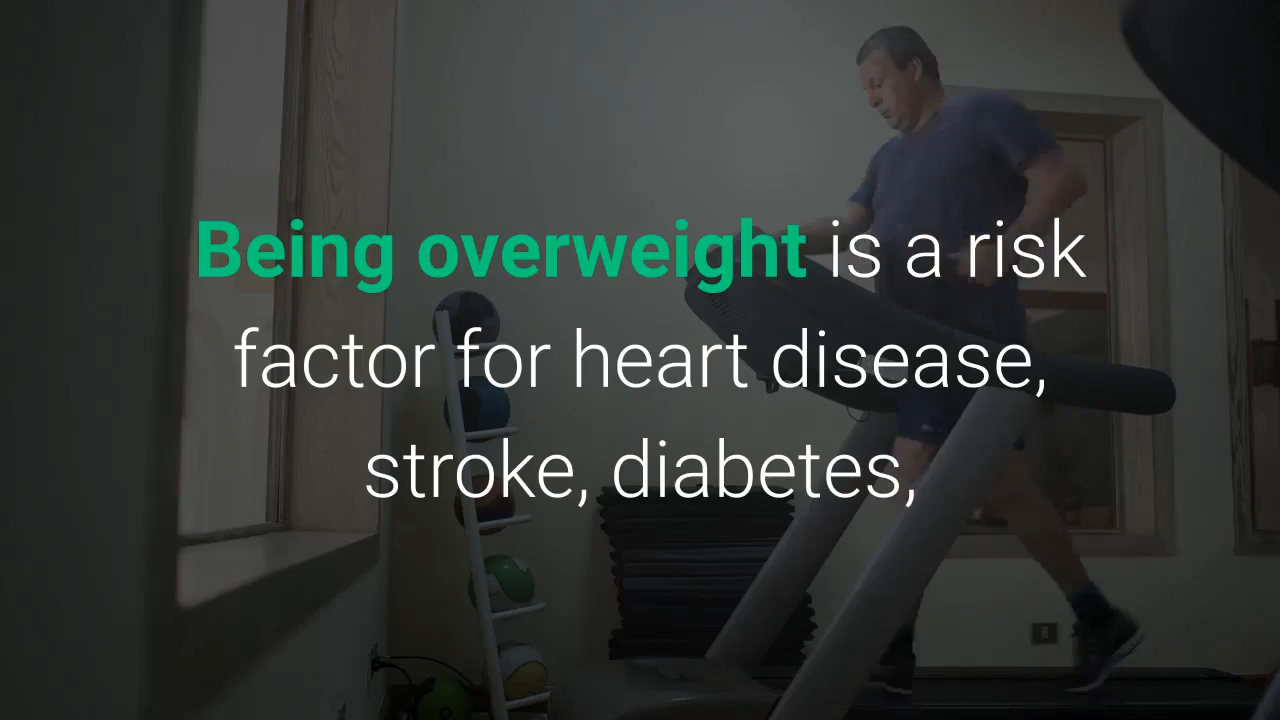 Being overweight is a risk
factor for heart disease,
stroke, diabetes,